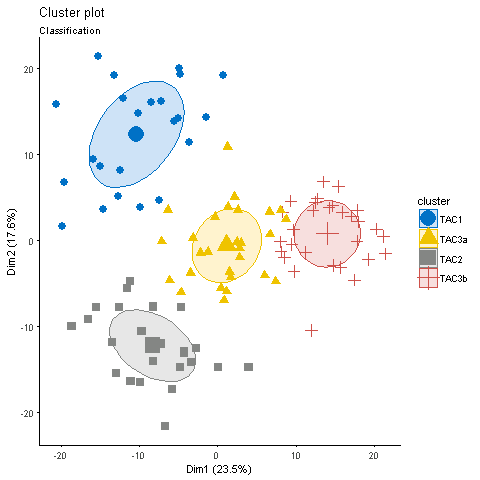 Cluster plot
Classification
20
10
0
-10
-20
Dim2 (17.6%)
-20
-10
0
10
20
Dim1 (23.5%)
cluster
TAC1
TAC3a
TAC2
TAC3b